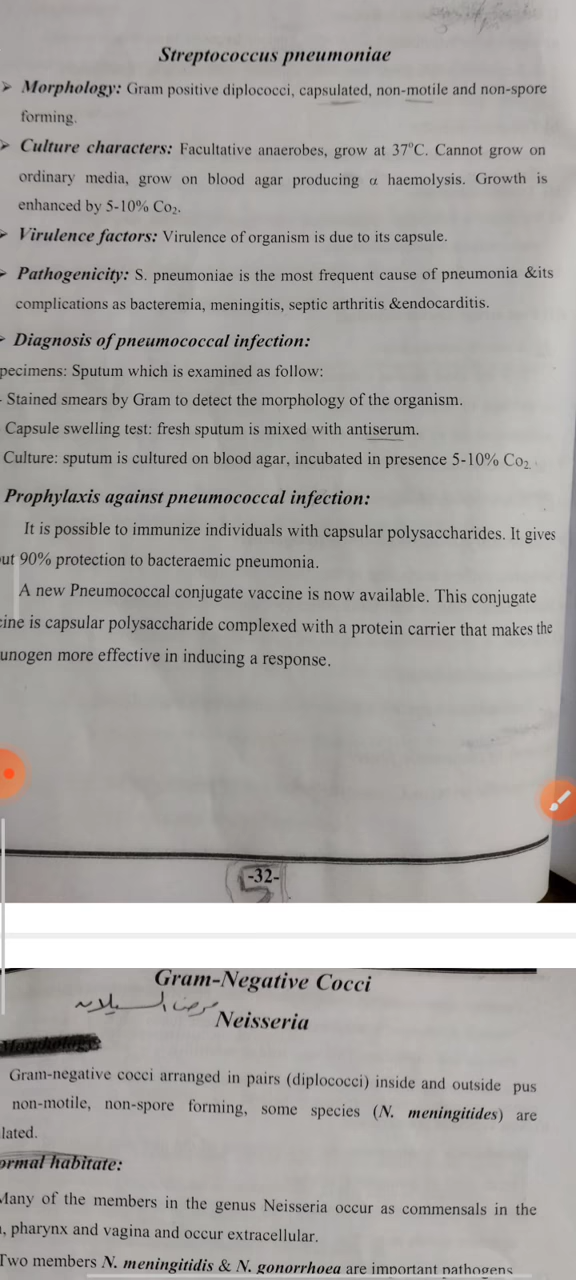 Streptococcus pneumoniae
Morphology: Gram positive diplococci, capsulated, non-motile and non-spore
forming.
Culture characters: Facultative anaerobes, grow at 37°C. Cannot grow on
ordinary media, grow on blood agar producing α haemolysis. Growth is
enhanced by 5-10% Co₂.
Virulence factors: Virulence of organism is due to its capsule.
Pathogenicity: S. pneumoniae is the most frequent cause of pneumonia &its
complications as bacteremia, meningitis, septic arthritis &endocarditis.
Diagnosis of pneumococcal infection:
pecimens: Sputum which is examined as follow:
- Stained smears by Gram to detect the morphology of the organism.
Capsule swelling test: fresh sputum is mixed with antiserum.
Culture: sputum is cultured on blood agar, incubated in presence 5-10% Co₂
Prophylaxis against pneumococcal infection:
It is possible to immunize individuals with capsular polysaccharides. It gives
ut 90% protection to bacteraemic pneumonia.
A new Pneumococcal conjugate vaccine is now available. This conjugate
cine is capsular polysaccharide complexed with a protein carrier that makes the
unogen more effective in inducing a response.
-32-
Gram-Negative Cocci
مرض السيلان
Neisseria
Morphology:
Gram-negative cocci arranged in pairs (diplococci) inside and outside pus
non-motile, non-spore forming, some species (N. meningitides) are
lated.
ormal habitate:
Many of the members in the genus Neisseria occur as commensals in the
, pharynx and vagina and occur extracellular.
Two members N. meningitidis & N. gonorrhoea are important pathogens